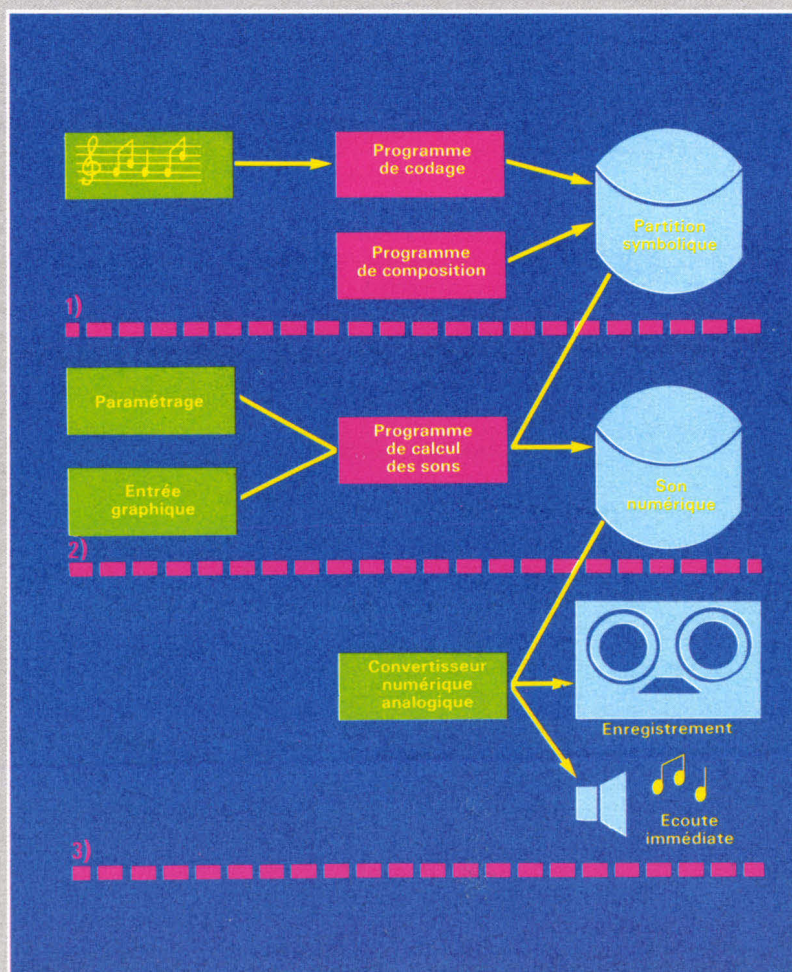 Programme
de codage
Programme
de composition
Partition
symbolique
1)
Paramétrage
Entrée
graphique
Programme
de calcul
des sons
Son
numérique
2)
Convertisseur
numérique
analogique
Enregistrement
Ecoute
immédiate
3)